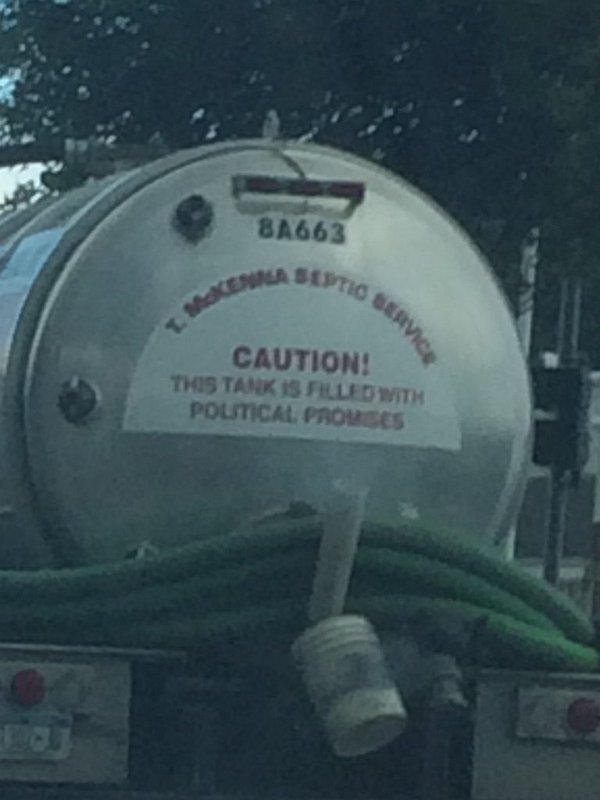 8A663
T. McKENNA SEPTIC SERVICE
CAUTION!
THIS TANK IS FILLED WITH
POLITICAL PROMISES